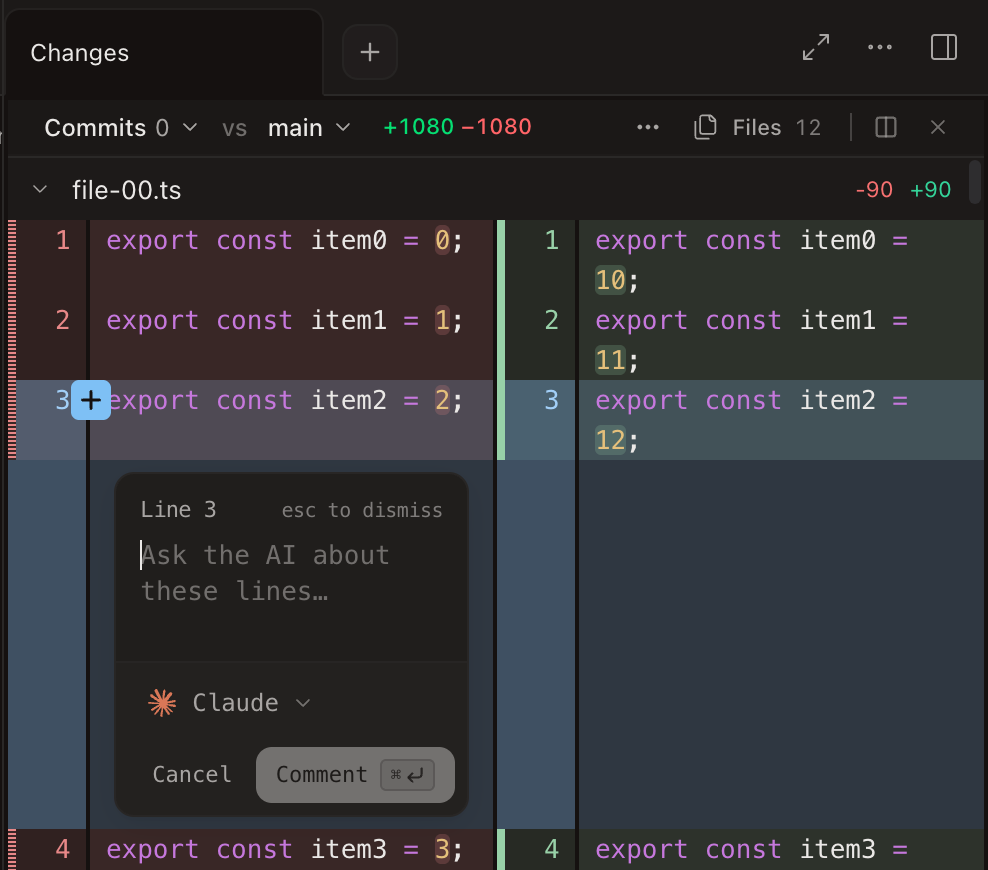 Changes
Commits 0 vs main +1080 −1080 Files 12
file-00.ts -90 +90
1 export const item0 = 0; 1 export const item0 =
10;
2 export const item1 = 1; 2 export const item1 =
11;
3 export const item2 = 2; 3 export const item2 =
12;
Line 3 esc to dismiss
Ask the AI about
these lines…
Claude
Cancel Comment ⌘
4 export const item3 = 3; 4 export const item3 =